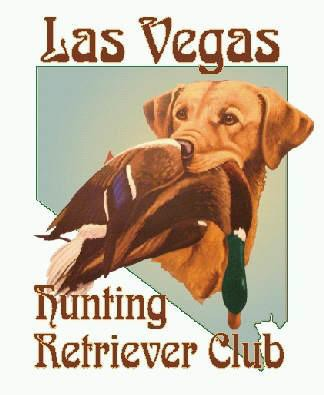 Las Vegas
Hunting
Retriever Club